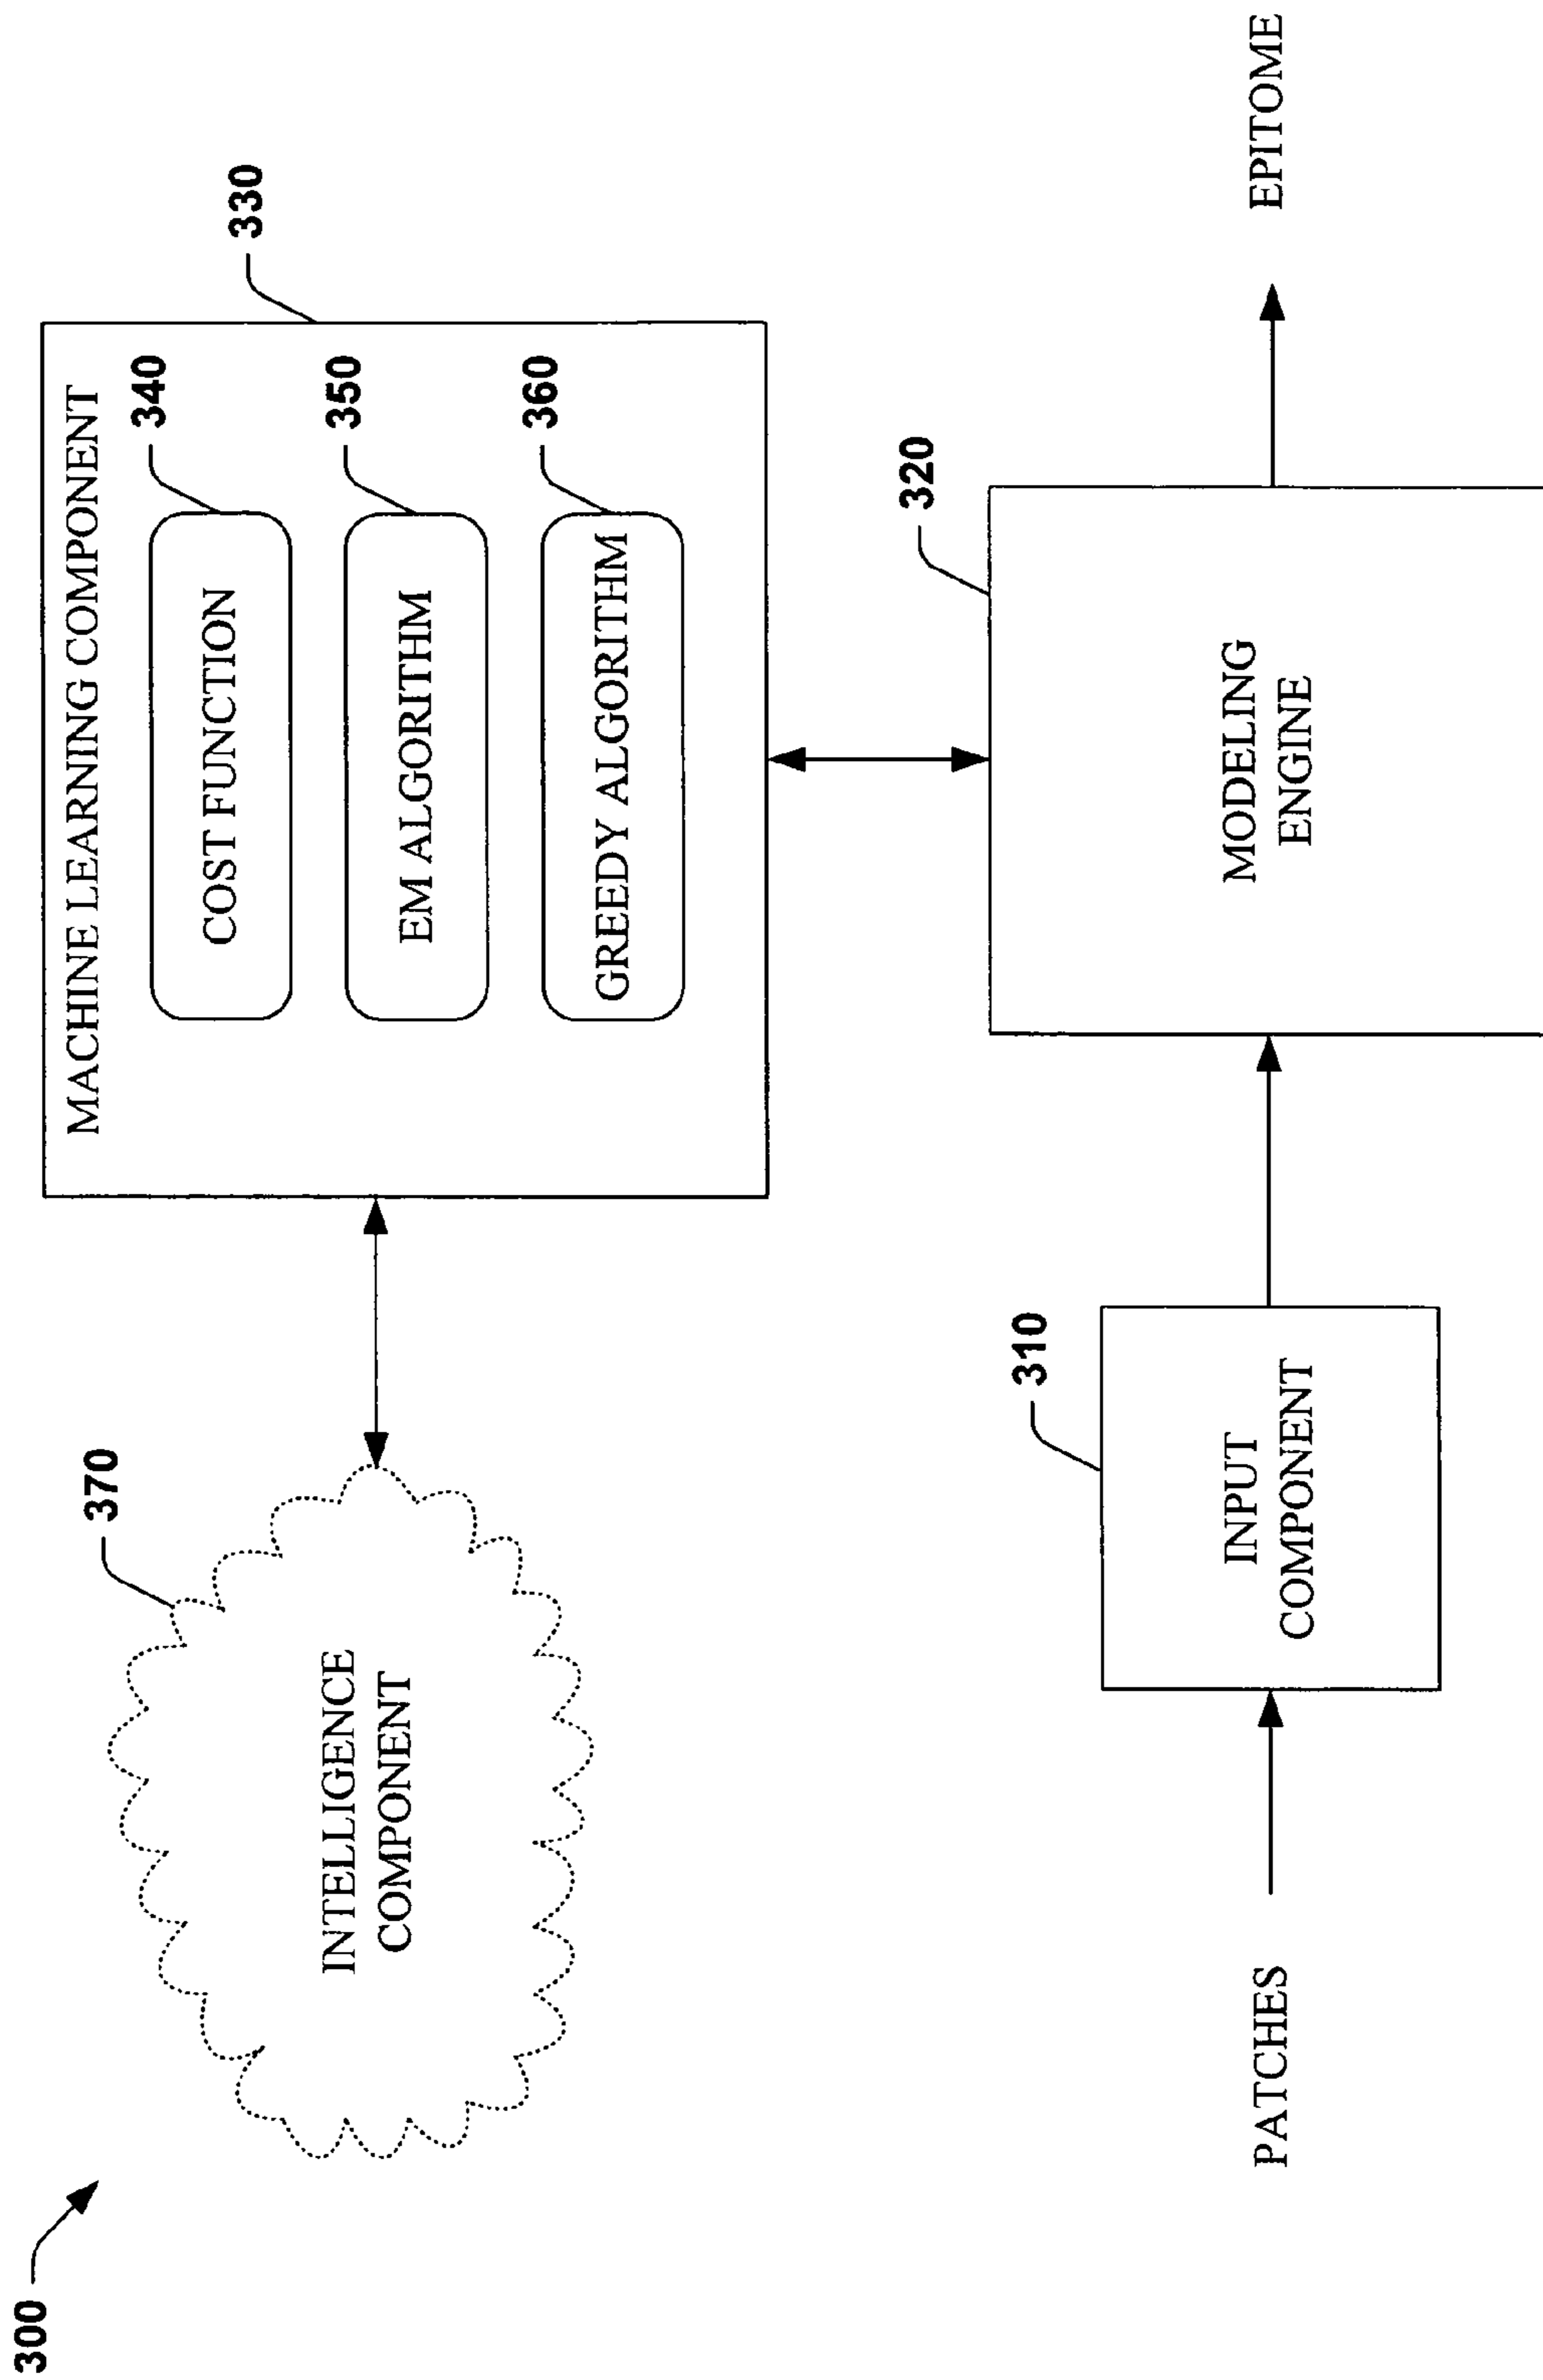 300
370
INTELLIGENCE
COMPONENT
330
MACHINE LEARNING COMPONENT
340
COST FUNCTION
350
EM ALGORITHM
360
GREEDY ALGORITHM
PATCHES
310
INPUT
COMPONENT
320
MODELING
ENGINE
EPITOME